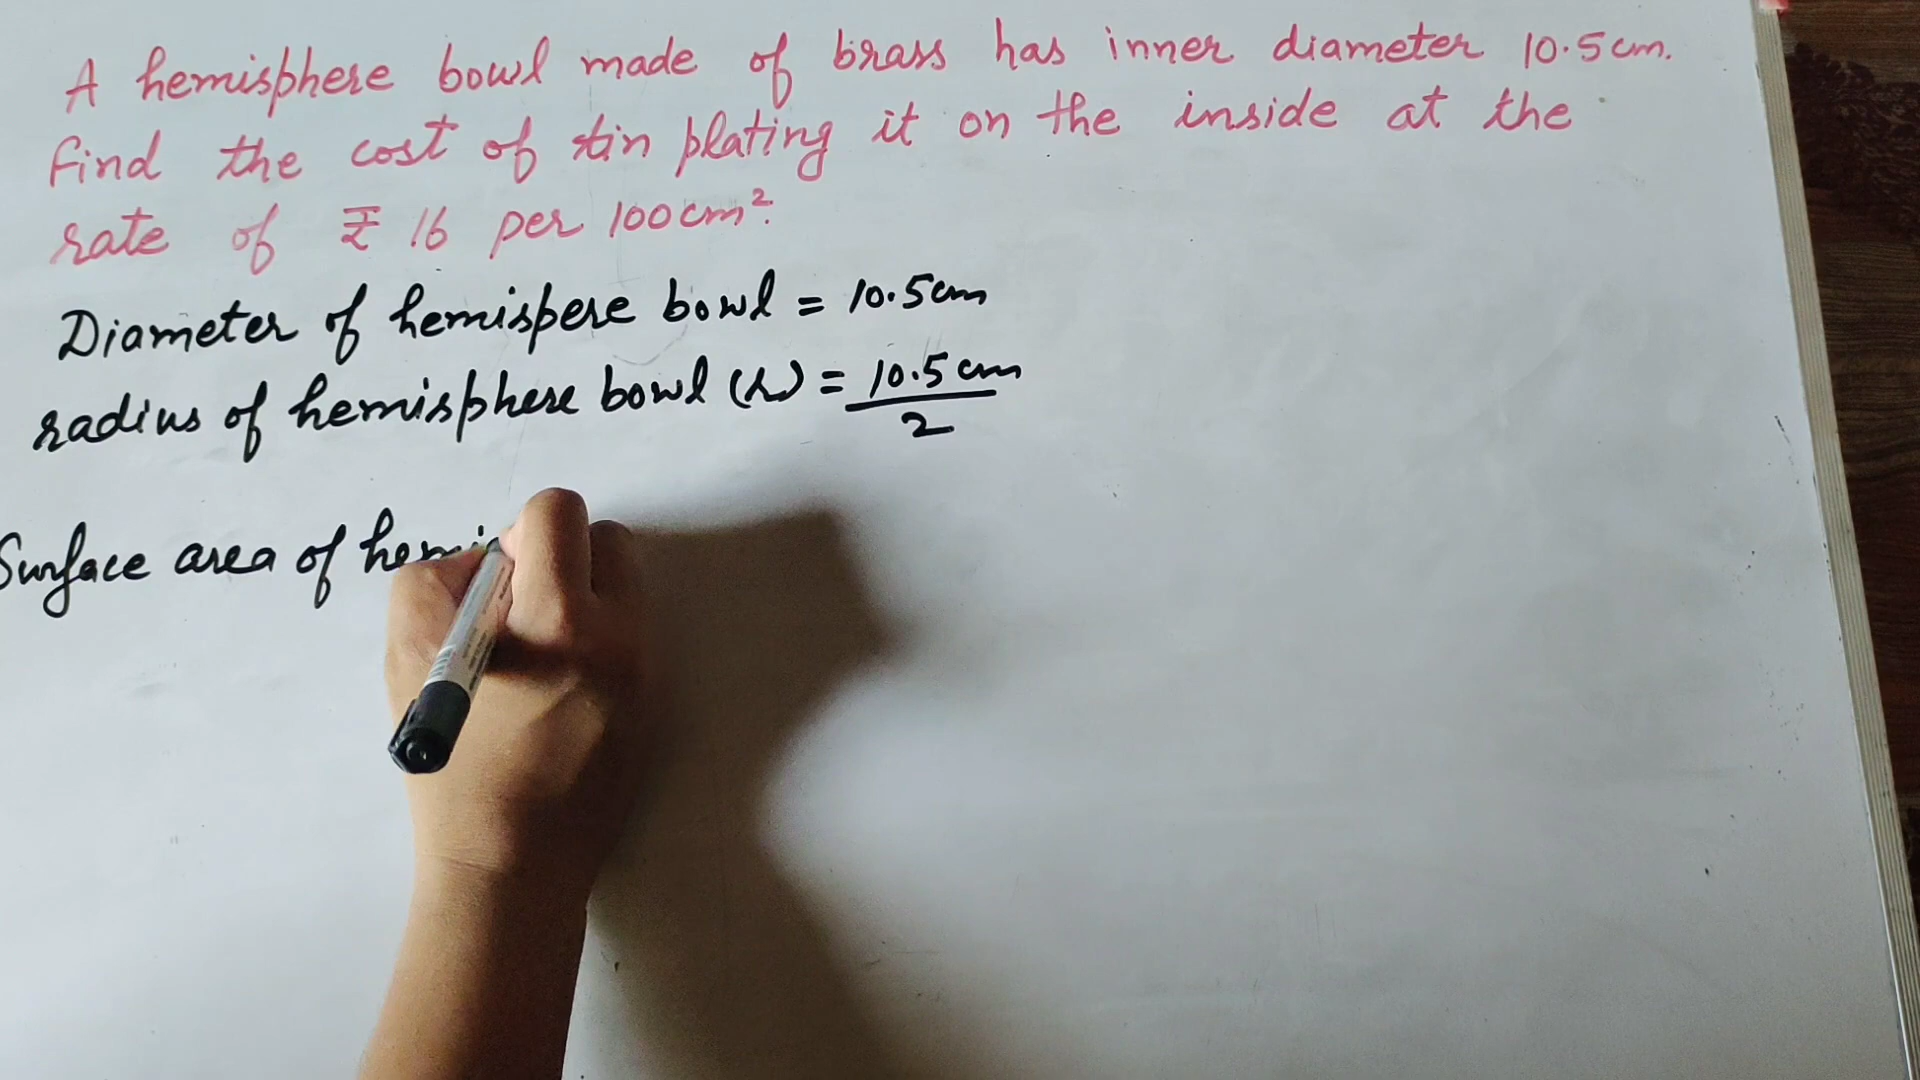 A hemisphere bowl made of brass has inner diameter 10.5cm.
find the cost of tin plating it on the inside at the
rate of ₹ 16 per 100cm².
Diameter of hemispere bowl = 10.5cm
radius of hemisphere bowl (r) = 10.5cm
2
Surface area of